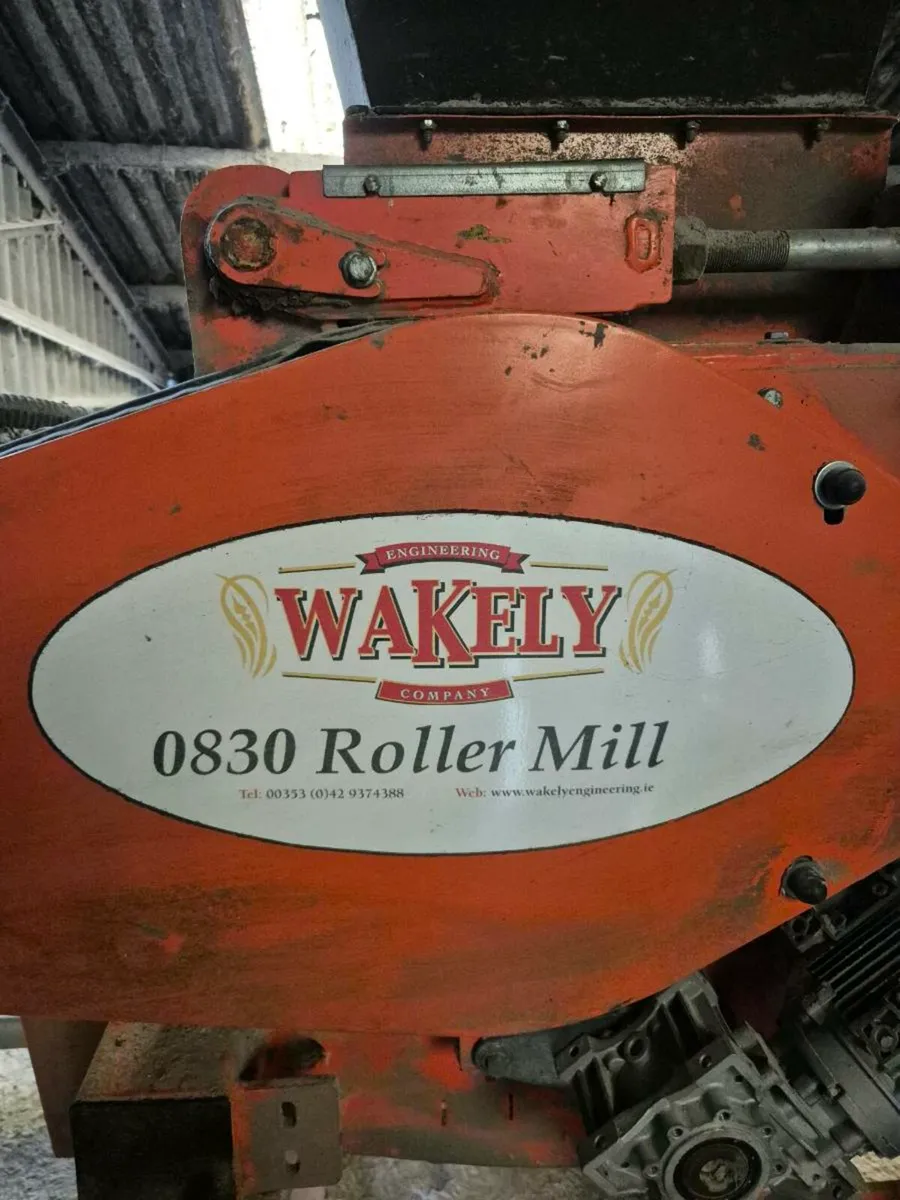 ENGINEERING
WAKELY
COMPANY
0830 Roller Mill
Tel: 00353 (0)42 9374388 Web: www.wakelyengineering.ie